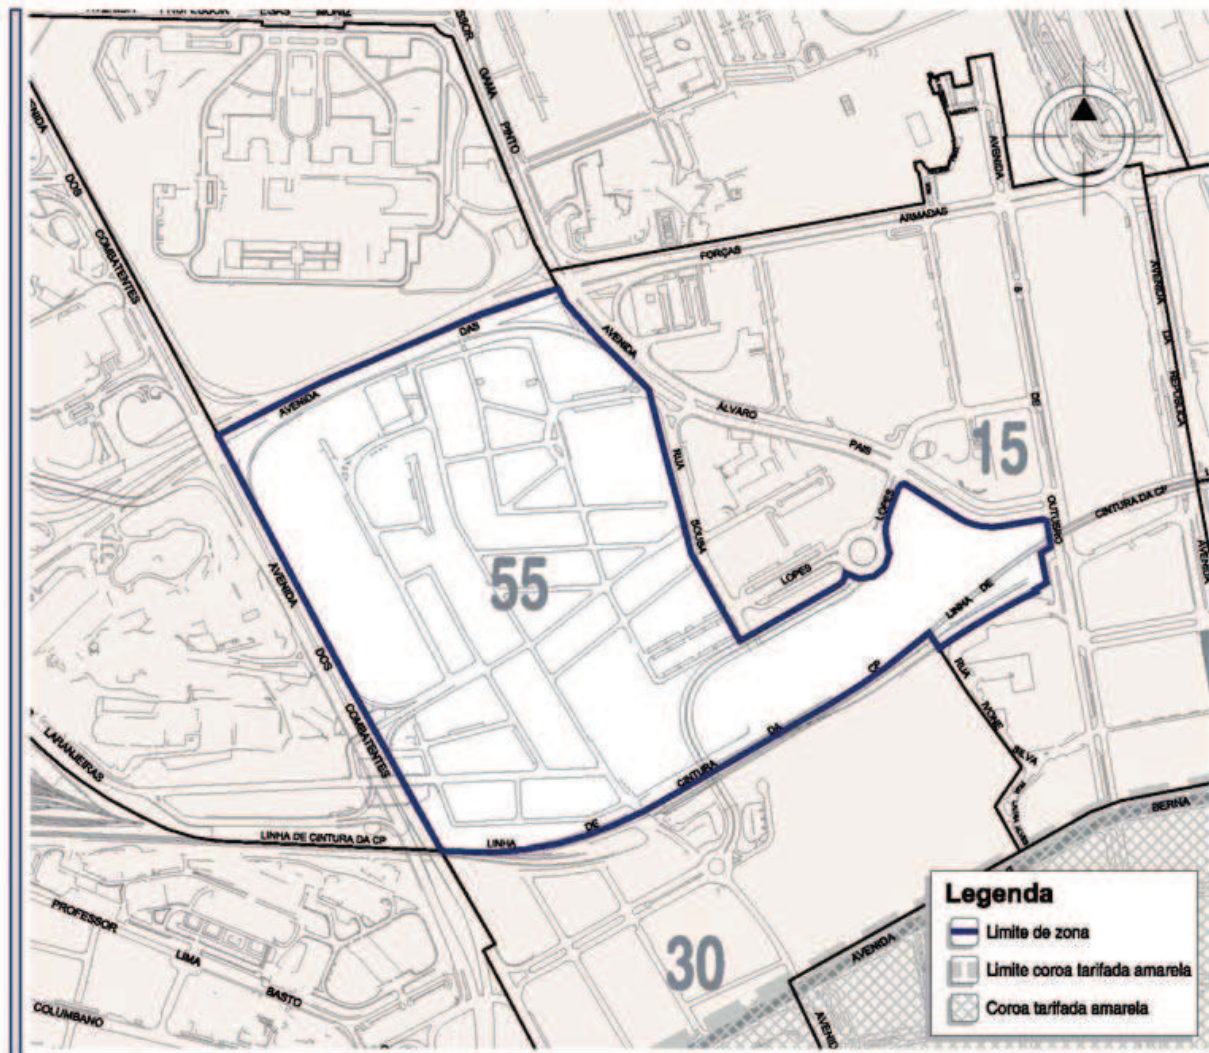 PROFESSOR
EGAS
MONIZ
GAMA
PINTO
DOS
COMBATENTES
AVENIDA
FORÇAS
ARMADAS
DAS
AVENIDA
AVENIDA
ÁLVARO
PAIS
5
DE
OUTUBRO
AVENIDA
DA
REPÚBLICA
15
RUA
SOUSA
LOPES
LOPES
CINTURA DA CP
AVENIDA
55
AVENIDA
DOS
COMBATENTES
LINHA
DE
CINTURA
DA
CP
LINHA
DE
RUA
IVONE
SILVA
LARANJEIRAS
LINHA DE CINTURA DA CP
BERNA
AVENIDA
AVENID
30
PROFESSOR
LIMA
BASTO
COLUMBANO
Legenda
Limite de zona
Limite coroa tarifada amarela
Coroa tarifada amarela